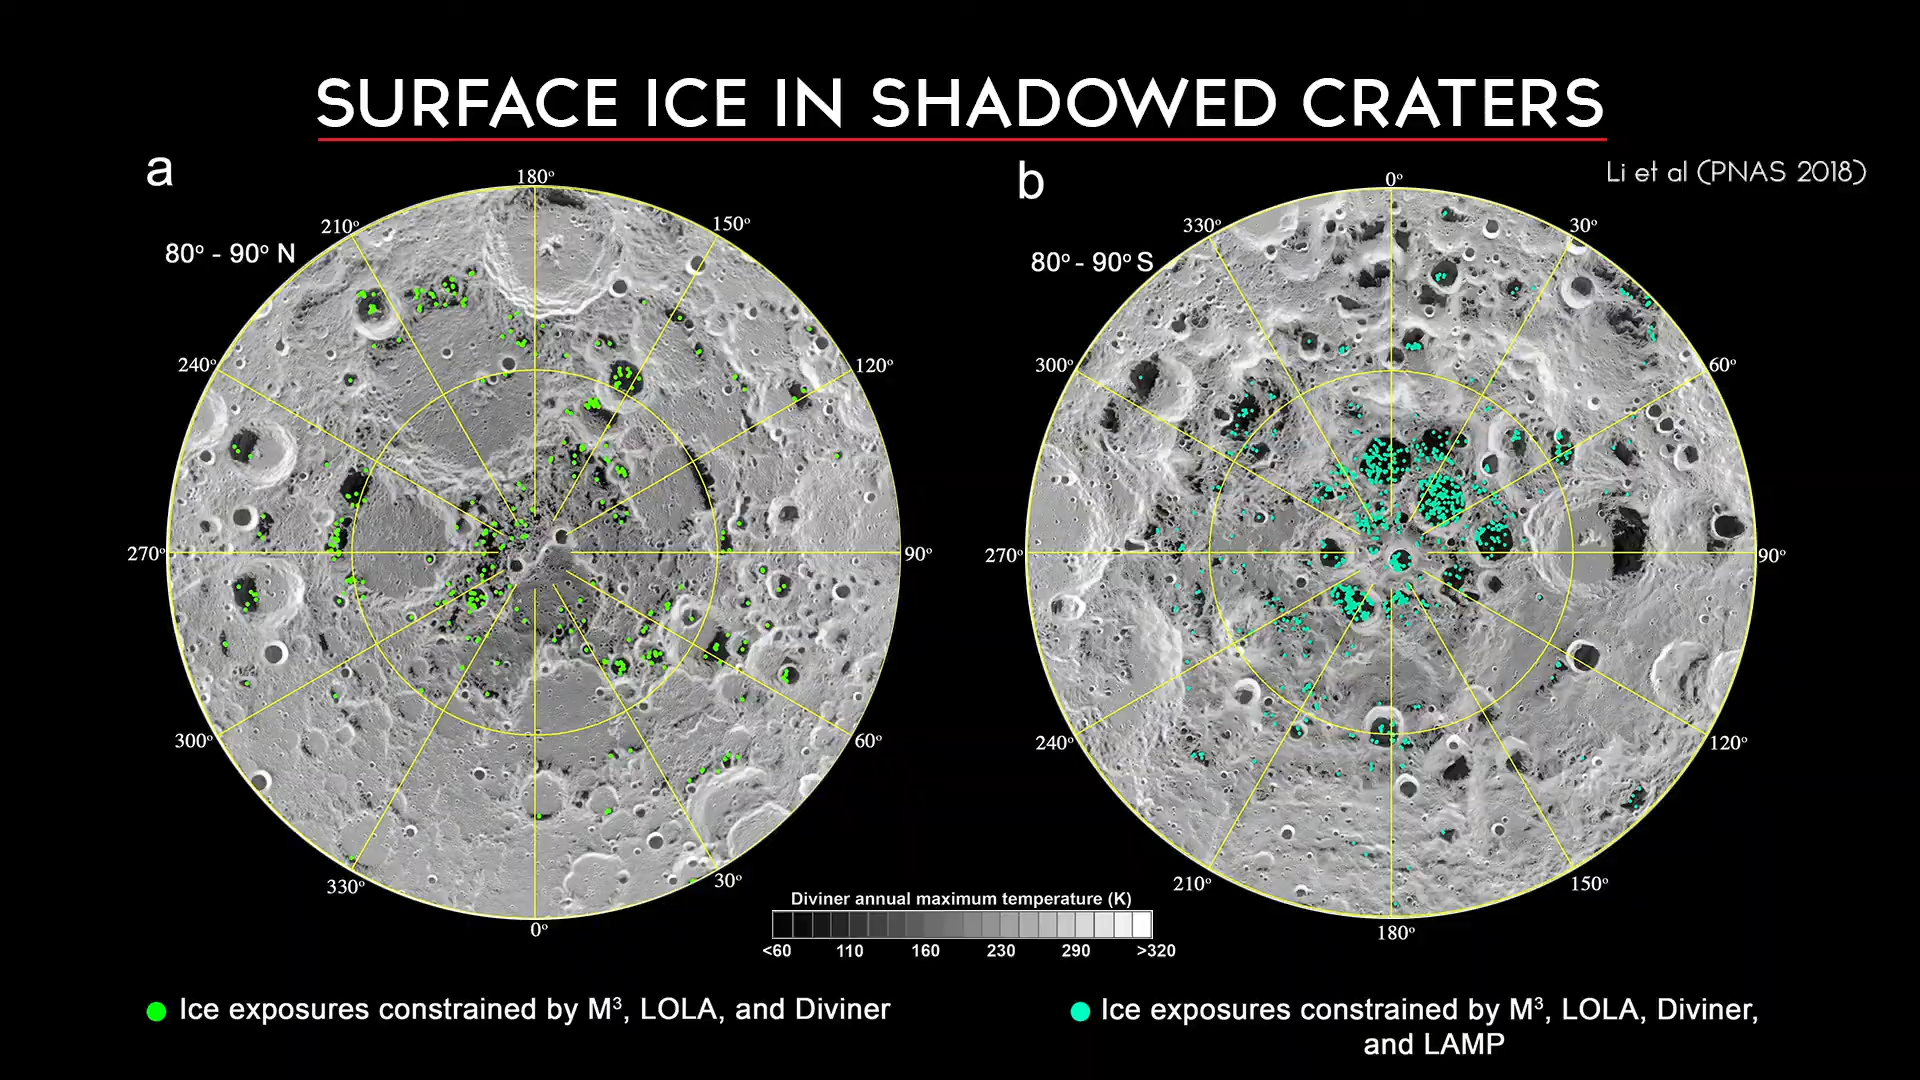 SURFACE ICE IN SHADOWED CRATERS
Li et al (PNAS 2018)
a
80° - 90° N
180°
150°
120°
90°
60°
30°
0°
330°
300°
270°
240°
210°
b
80° - 90° S
0°
30°
60°
90°
120°
150°
180°
210°
240°
270°
300°
330°
Diviner annual maximum temperature (K)
<60 110 160 230 290 >320
Ice exposures constrained by M³, LOLA, and Diviner
Ice exposures constrained by M³, LOLA, Diviner,
and LAMP